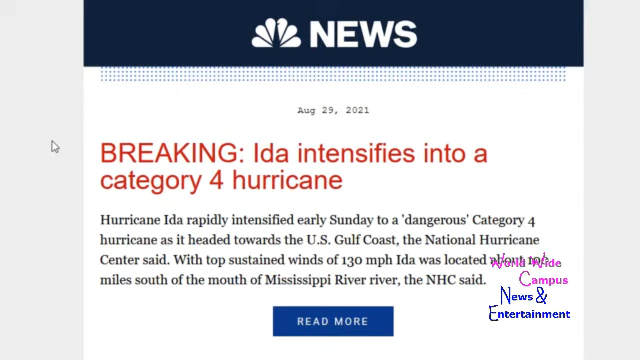 NEWS
Aug 29, 2021
BREAKING: Ida intensifies into a
category 4 hurricane
Hurricane Ida rapidly intensified early Sunday to a 'dangerous' Category 4
hurricane as it headed towards the U.S. Gulf Coast, the National Hurricane
Center said. With top sustained winds of 130 mph Ida was located about
miles south of the mouth of Mississippi River river, the NHC said.
World Wide
Campus
News &
Entertainment
READ MORE